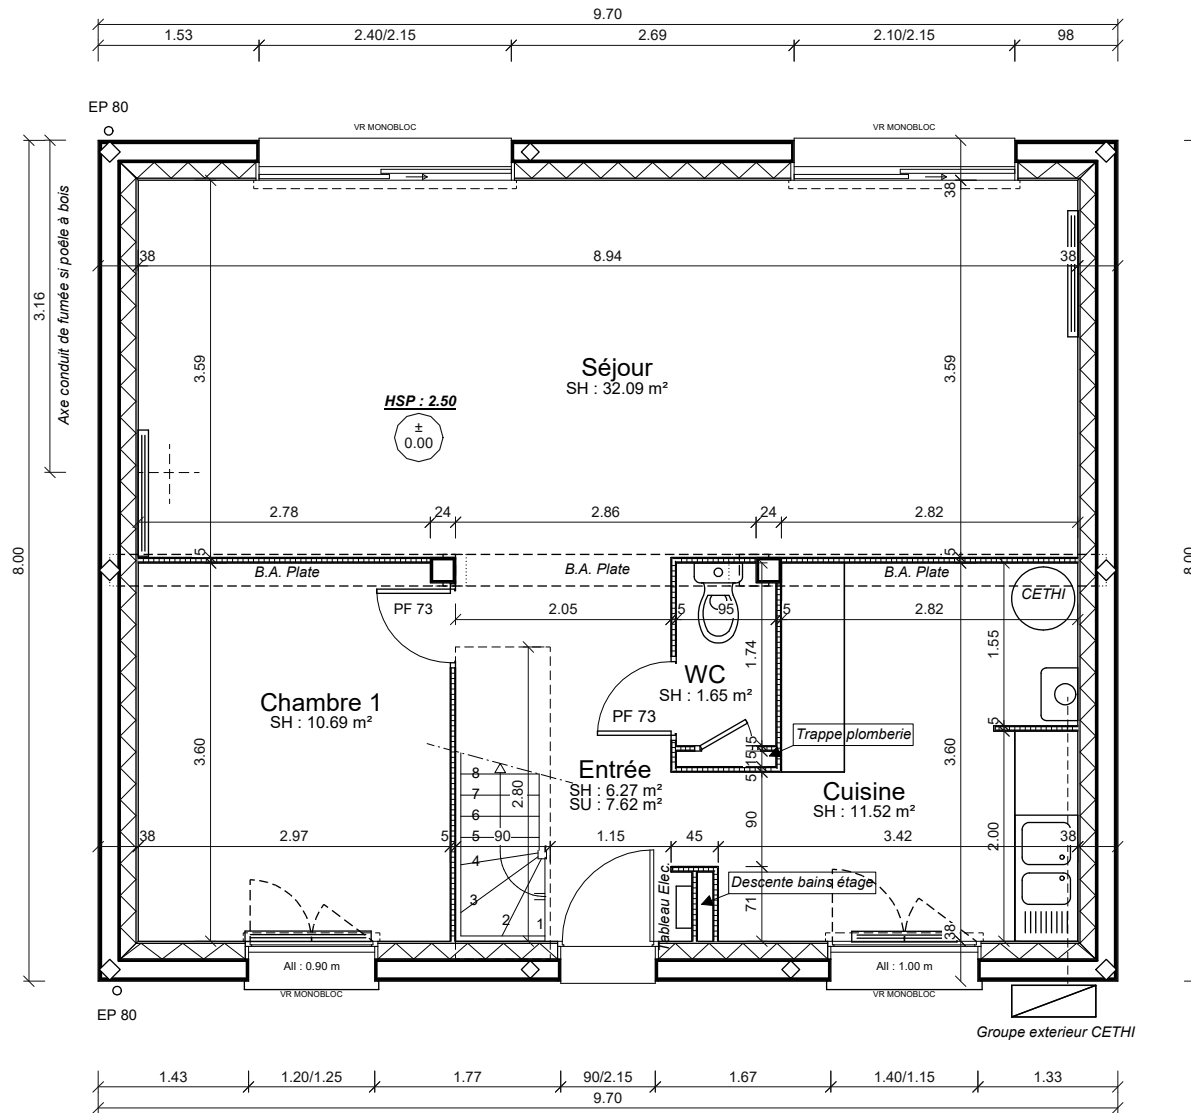 9.70
1.53 2.40/2.15 2.69 2.10/2.15 98
EP 80
VR MONOBLOC VR MONOBLOC
38
38 8.94 38
3.16
Axe conduit de fumée si poêle à bois
3.59
Séjour
SH : 32.09 m²
3.59
HSP : 2.50
±
0.00
2.78 24 2.86 24 2.82
8.00
8.00
5 5
B.A. Plate B.A. Plate B.A. Plate
CETHI
PF 73
2.05 5 95 5 2.82
1.74
1.55
WC
SH : 1.65 m²
Chambre 1
SH : 10.69 m²
PF 73
5
Trappe plomberie
3.60
5 15 5
3.60
Entrée
SH : 6.27 m²
SU : 7.62 m²
Cuisine
SH : 11.52 m²
2.80
8
7
6
5
4
3
2
1
90
2.00
38 2.97 5 90 1.15 45 3.42 38
Tableau Elec.
Descente bains étage
71
38
All : 0.90 m All : 1.00 m
VR MONOBLOC VR MONOBLOC
EP 80
Groupe exterieur CETHI
1.43 1.20/1.25 1.77 90/2.15 1.67 1.40/1.15 1.33
9.70